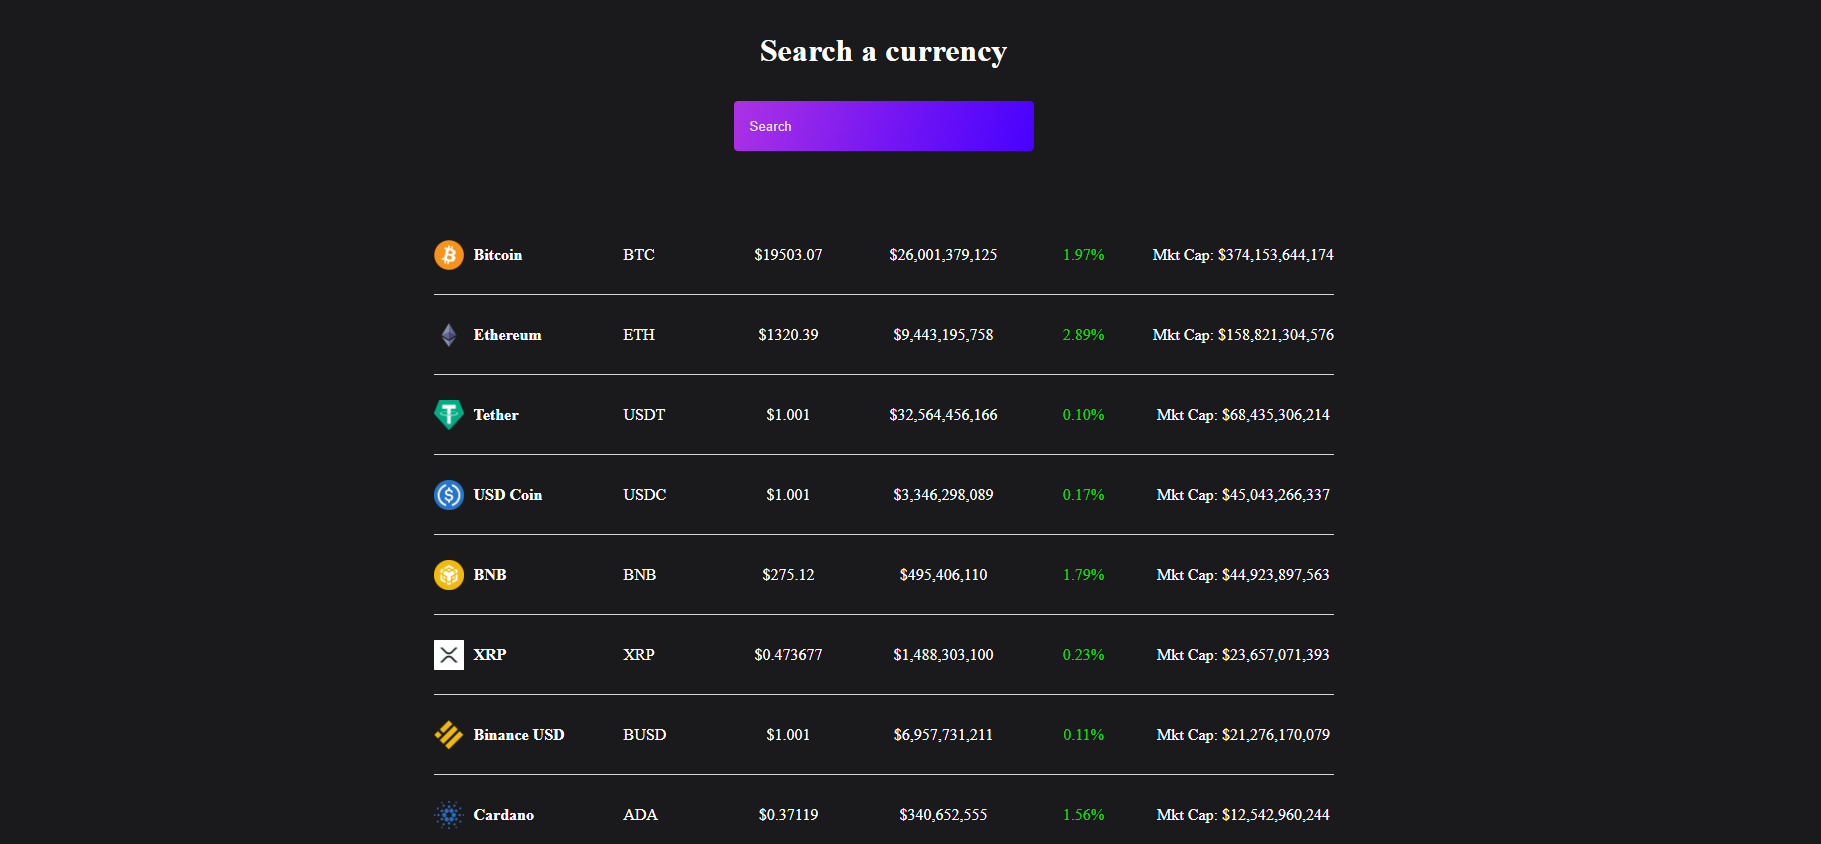 Search a currency
Search
Bitcoin BTC $19503.07 $26,001,379,125 1.97% Mkt Cap: $374,153,644,174
Ethereum ETH $1320.39 $9,443,195,758 2.89% Mkt Cap: $158,821,304,576
Tether USDT $1.001 $32,564,456,166 0.10% Mkt Cap: $68,435,306,214
USD Coin USDC $1.001 $3,346,298,089 0.17% Mkt Cap: $45,043,266,337
BNB BNB $275.12 $495,406,110 1.79% Mkt Cap: $44,923,897,563
XRP XRP $0.473677 $1,488,303,100 0.23% Mkt Cap: $23,657,071,393
Binance USD BUSD $1.001 $6,957,731,211 0.11% Mkt Cap: $21,276,170,079
Cardano ADA $0.37119 $340,652,555 1.56% Mkt Cap: $12,542,960,244